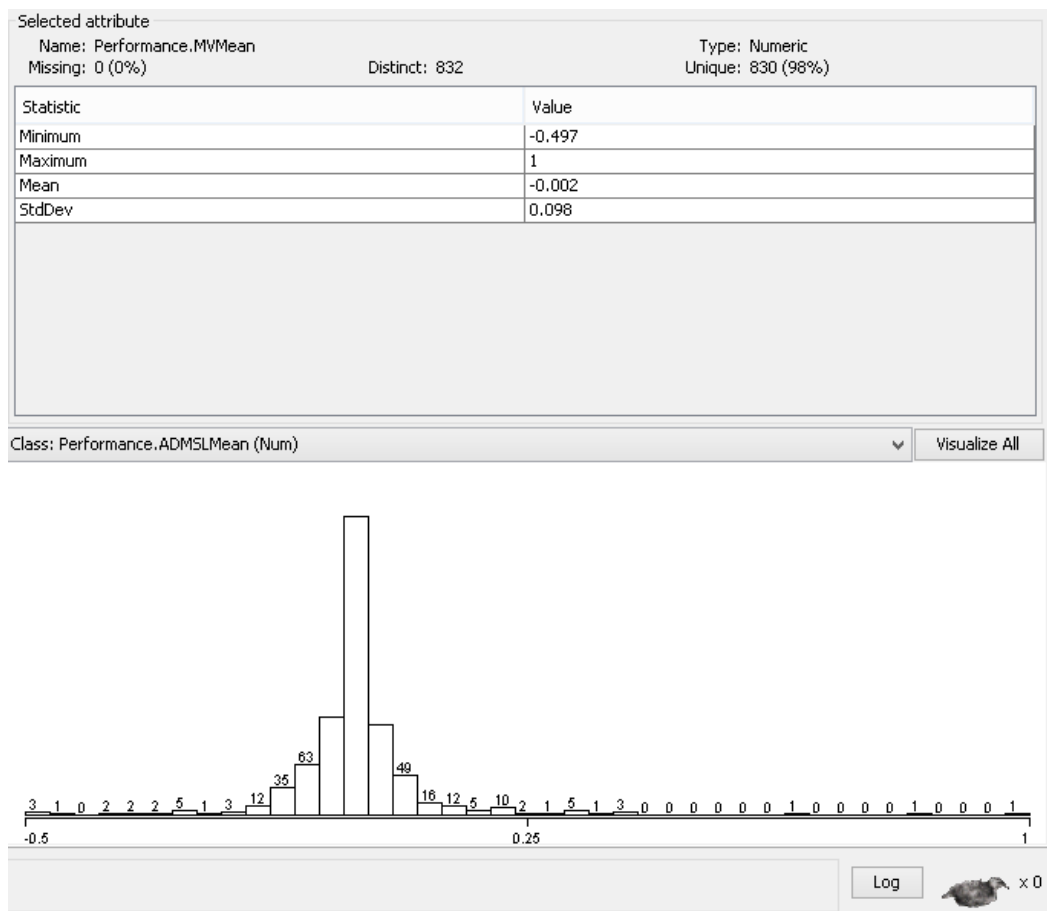 Selected attribute
Name: Performance.MVMean Type: Numeric
Missing: 0 (0%) Distinct: 832 Unique: 830 (98%)
Statistic Value
Minimum -0.497
Maximum 1
Mean -0.002
StdDev 0.098
Class: Performance.ADMSLMean (Num) Visualize All
63
49
35
3 1 0 2 2 2 5 1 3 12 16 12 5 10 2 1 5 1 3 0 0 0 0 0 0 1 0 0 0 0 1 0 0 0 1
-0.5 0.25 1
Log x 0